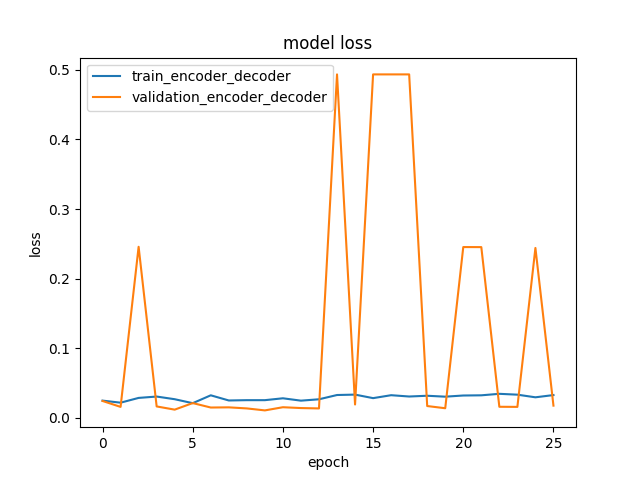 model loss
train_encoder_decoder
validation_encoder_decoder
loss
0.5
0.4
0.3
0.2
0.1
0.0
0 5 10 15 20 25
epoch